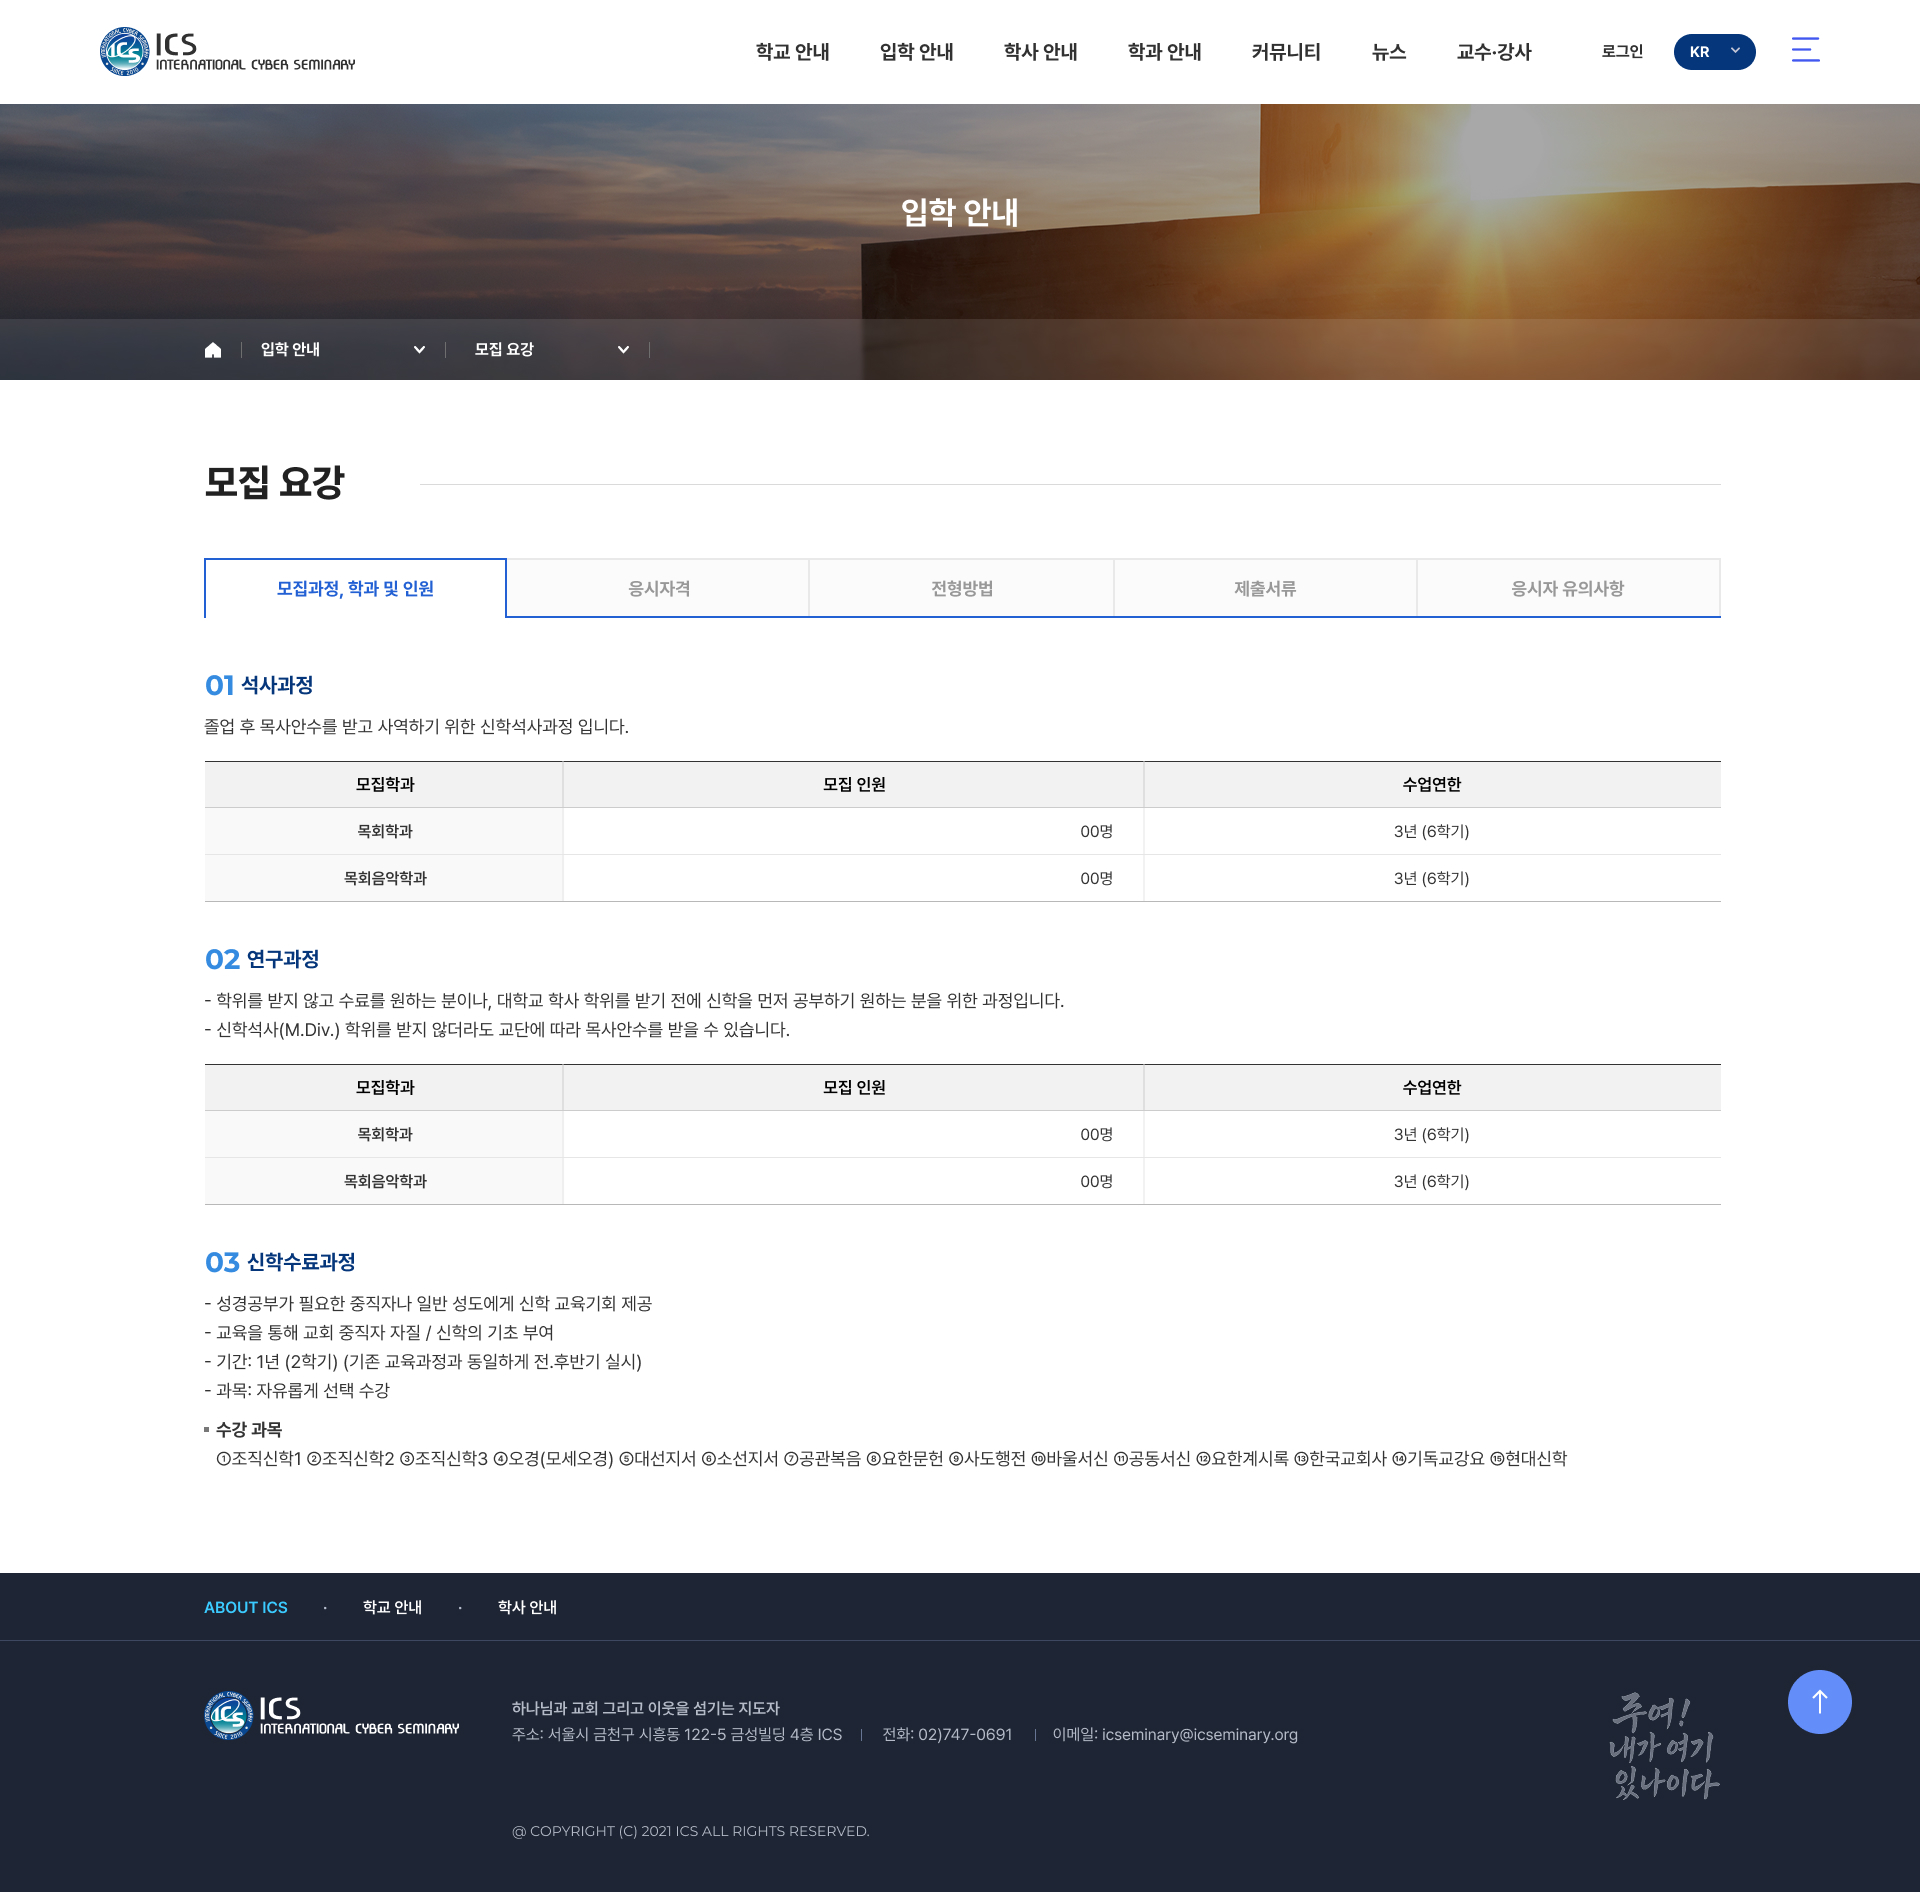 ICS
INTERNATIONAL CYBER SEMINARY
학교 안내
입학 안내
학사 안내
학과 안내
커뮤니티
뉴스
교수·강사
로그인
KR
입학 안내
입학 안내
모집 요강
모집 요강
모집과정, 학과 및 인원
응시자격
전형방법
제출서류
응시자 유의사항
01 석사과정
졸업 후 목사안수를 받고 사역하기 위한 신학석사과정 입니다.
모집학과 모집 인원 수업연한
목회학과 00명 3년 (6학기)
목회음악학과 00명 3년 (6학기)
02 연구과정
- 학위를 받지 않고 수료를 원하는 분이나, 대학교 학사 학위를 받기 전에 신학을 먼저 공부하기 원하는 분을 위한 과정입니다.
- 신학석사(M.Div.) 학위를 받지 않더라도 교단에 따라 목사안수를 받을 수 있습니다.
모집학과 모집 인원 수업연한
목회학과 00명 3년 (6학기)
목회음악학과 00명 3년 (6학기)
03 신학수료과정
- 성경공부가 필요한 중직자나 일반 성도에게 신학 교육기회 제공
- 교육을 통해 교회 중직자 자질 / 신학의 기초 부여
- 기간: 1년 (2학기) (기존 교육과정과 동일하게 전.후반기 실시)
- 과목: 자유롭게 선택 수강
수강 과목
①조직신학1 ②조직신학2 ③조직신학3 ④오경(모세오경) ⑤대선지서 ⑥소선지서 ⑦공관복음 ⑧요한문헌 ⑨사도행전 ⑩바울서신 ⑪공동서신 ⑫요한계시록 ⑬한국교회사 ⑭기독교강요 ⑮현대신학
ABOUT ICS · 학교 안내 · 학사 안내
ICS
INTERNATIONAL CYBER SEMINARY
하나님과 교회 그리고 이웃을 섬기는 지도자
주소: 서울시 금천구 시흥동 122-5 금성빌딩 4층 ICS | 전화: 02)747-0691 | 이메일: icseminary@icseminary.org
주여!
내가 여기
있나이다
@ COPYRIGHT (C) 2021 ICS ALL RIGHTS RESERVED.